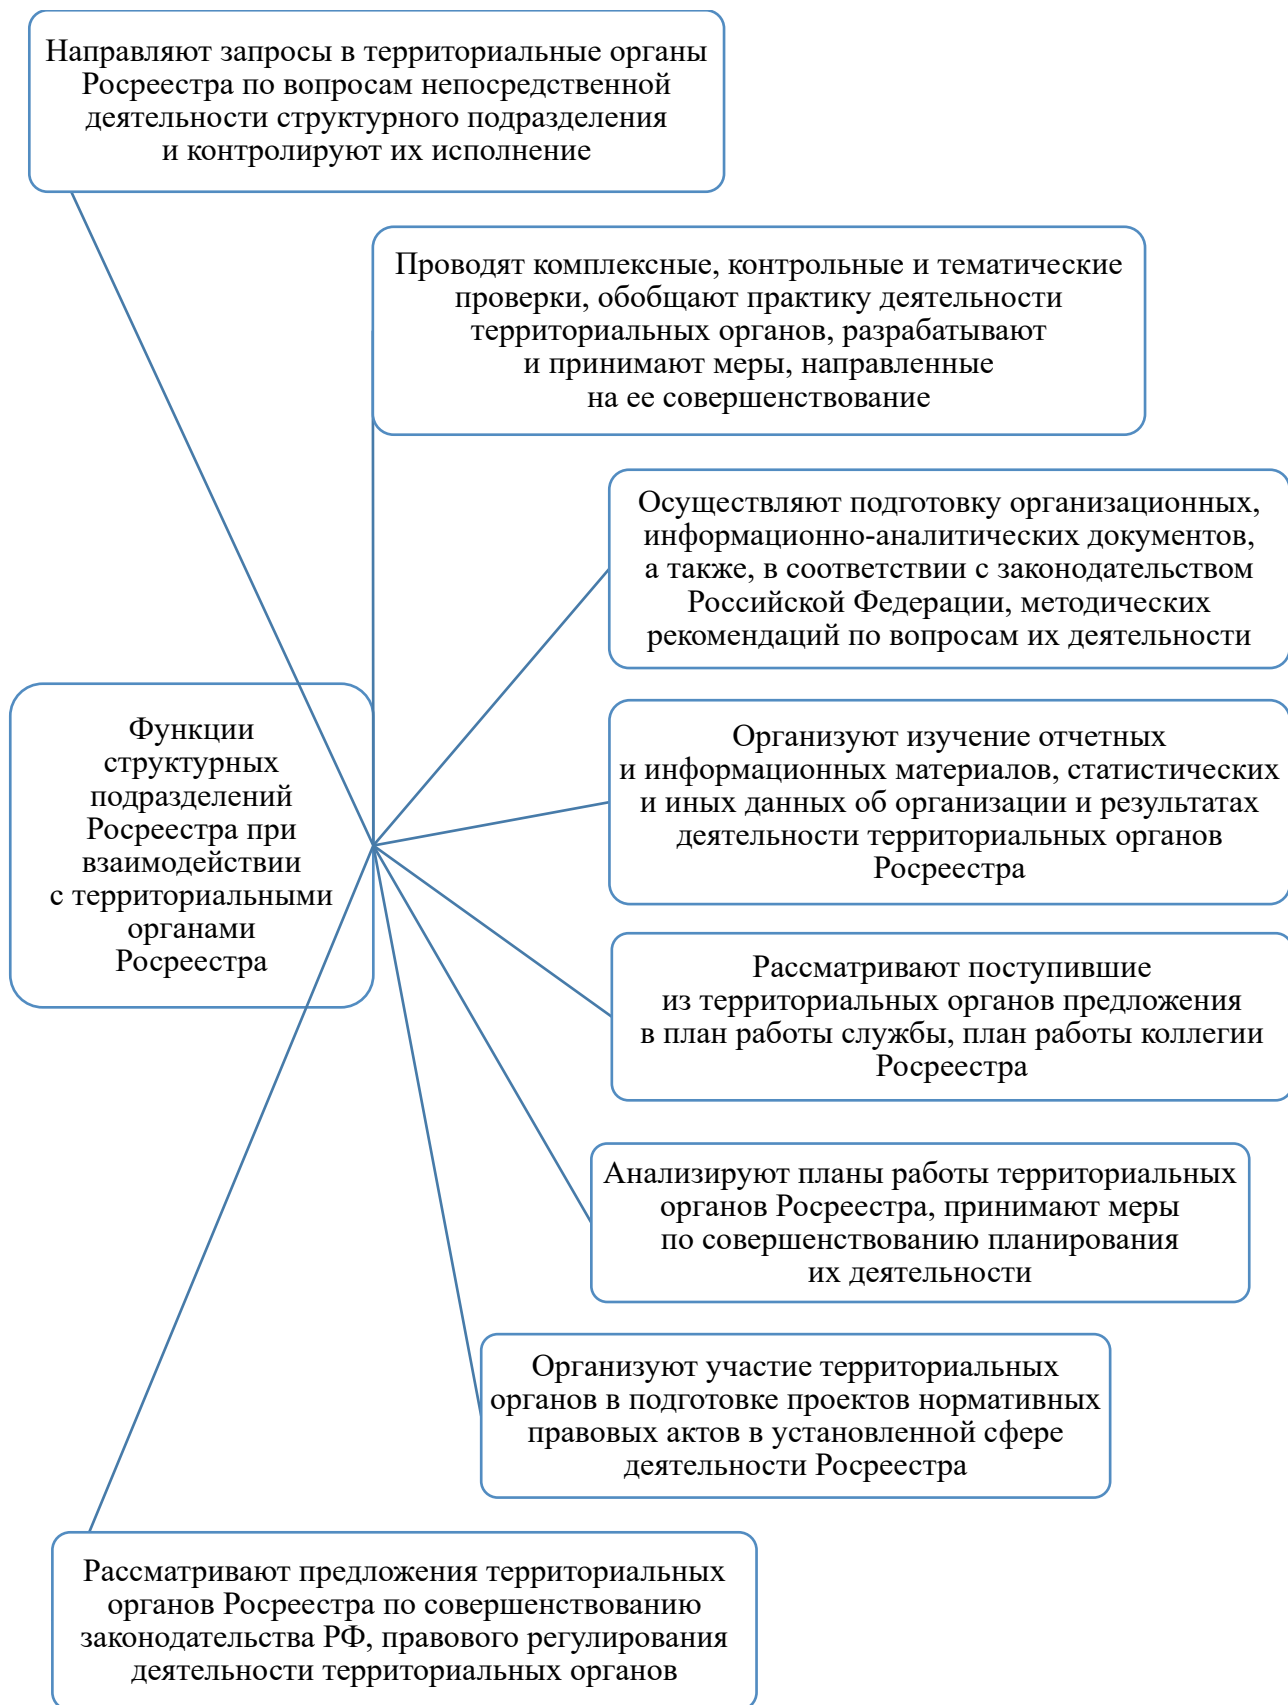 Направляют запросы в территориальные органы
Росреестра по вопросам непосредственной
деятельности структурного подразделения
и контролируют их исполнение
Проводят комплексные, контрольные и тематические
проверки, обобщают практику деятельности
территориальных органов, разрабатывают
и принимают меры, направленные
на ее совершенствование
Осуществляют подготовку организационных,
информационно-аналитических документов,
а также, в соответствии с законодательством
Российской Федерации, методических
рекомендаций по вопросам их деятельности
Функции
структурных
подразделений
Росреестра при
взаимодействии
с территориальными
органами
Росреестра
Организуют изучение отчетных
и информационных материалов, статистических
и иных данных об организации и результатах
деятельности территориальных органов
Росреестра
Рассматривают поступившие
из территориальных органов предложения
в план работы службы, план работы коллегии
Росреестра
Анализируют планы работы территориальных
органов Росреестра, принимают меры
по совершенствованию планирования
их деятельности
Организуют участие территориальных
органов в подготовке проектов нормативных
правовых актов в установленной сфере
деятельности Росреестра
Рассматривают предложения территориальных
органов Росреестра по совершенствованию
законодательства РФ, правового регулирования
деятельности территориальных органов